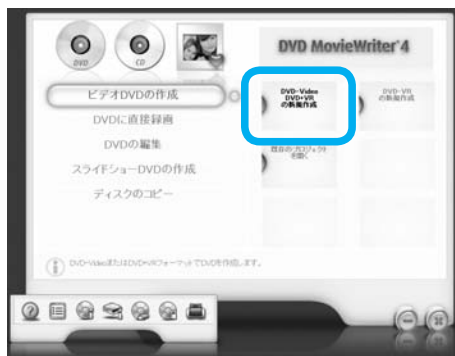 DVD
CD
DVD MovieWriter 4
ビデオDVDの作成
DVDに直接録画
DVDの編集
スライドショーDVDの作成
ディスクのコピー
DVD-Video
DVD+VR
の新規作成
DVD-VR
の新規作成
既存のプロジェクト
を開く
DVD-VideoまたはDVD+VRフォーマットでDVDを作成します。